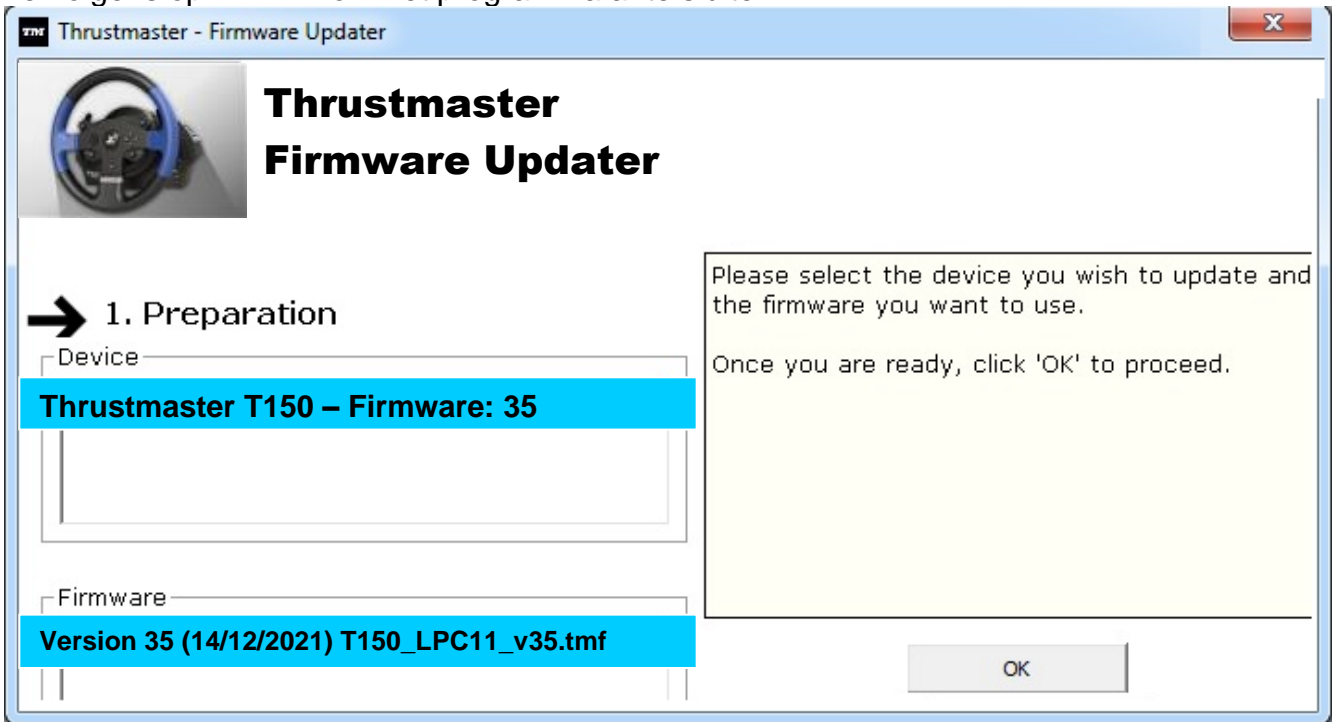 TM Thrustmaster - Firmware Updater
Thrustmaster
Firmware Updater
Please select the device you wish to update and
the firmware you want to use.
Once you are ready, click 'OK' to proceed.
1. Preparation
Device
Thrustmaster T150 – Firmware: 35
Firmware
Version 35 (14/12/2021) T150_LPC11_v35.tmf
OK